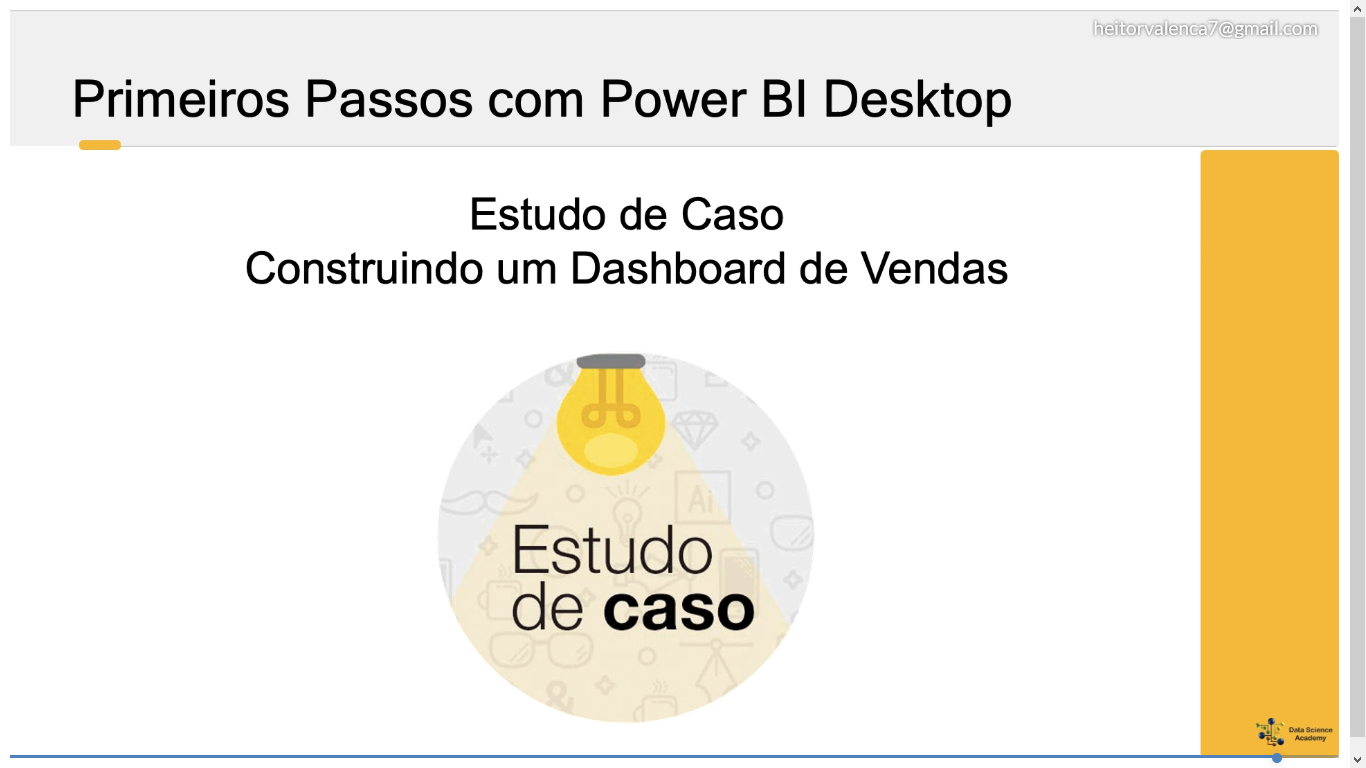 heitorvalenca7@gmail.com
Primeiros Passos com Power BI Desktop
Estudo de Caso
Construindo um Dashboard de Vendas
Ai
Estudo
de caso
&
Data Science
Academy